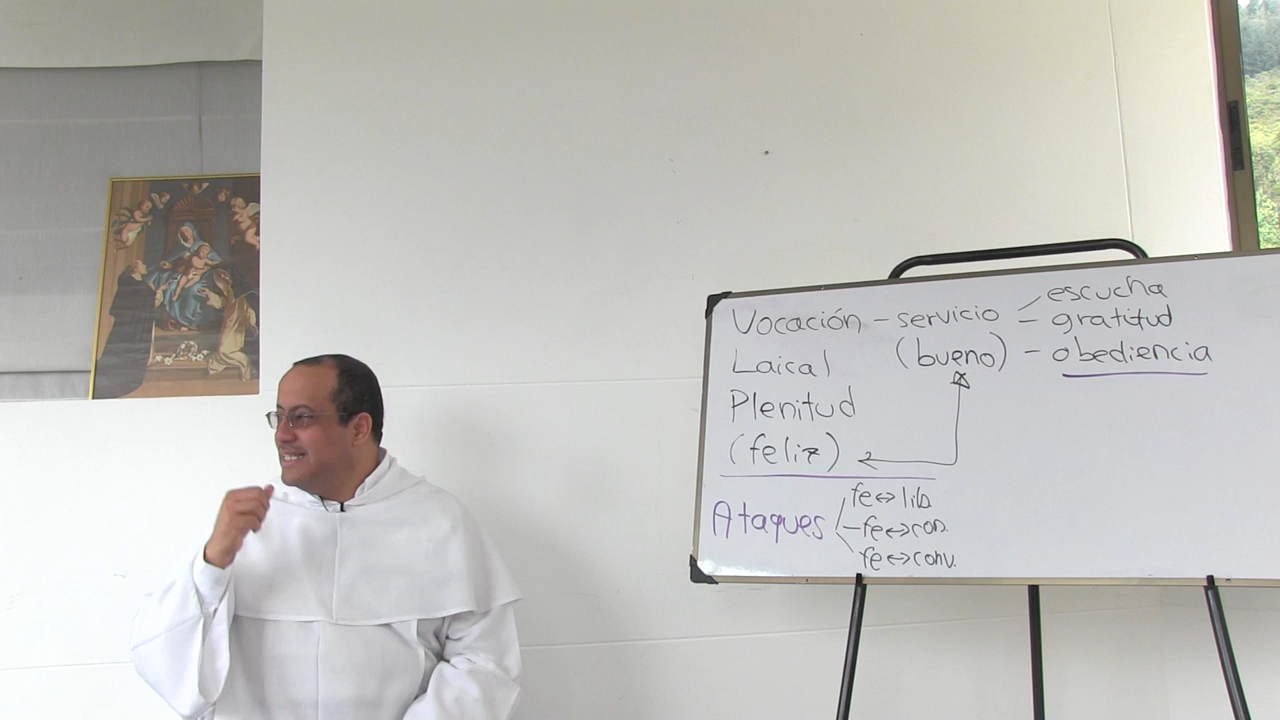 Vocación - servicio - escucha
- gratitud
Laical (bueno) - obediencia
Plenitud
(feliz)
Ataques fe↔lib.
fe↔con.
fe↔conv.